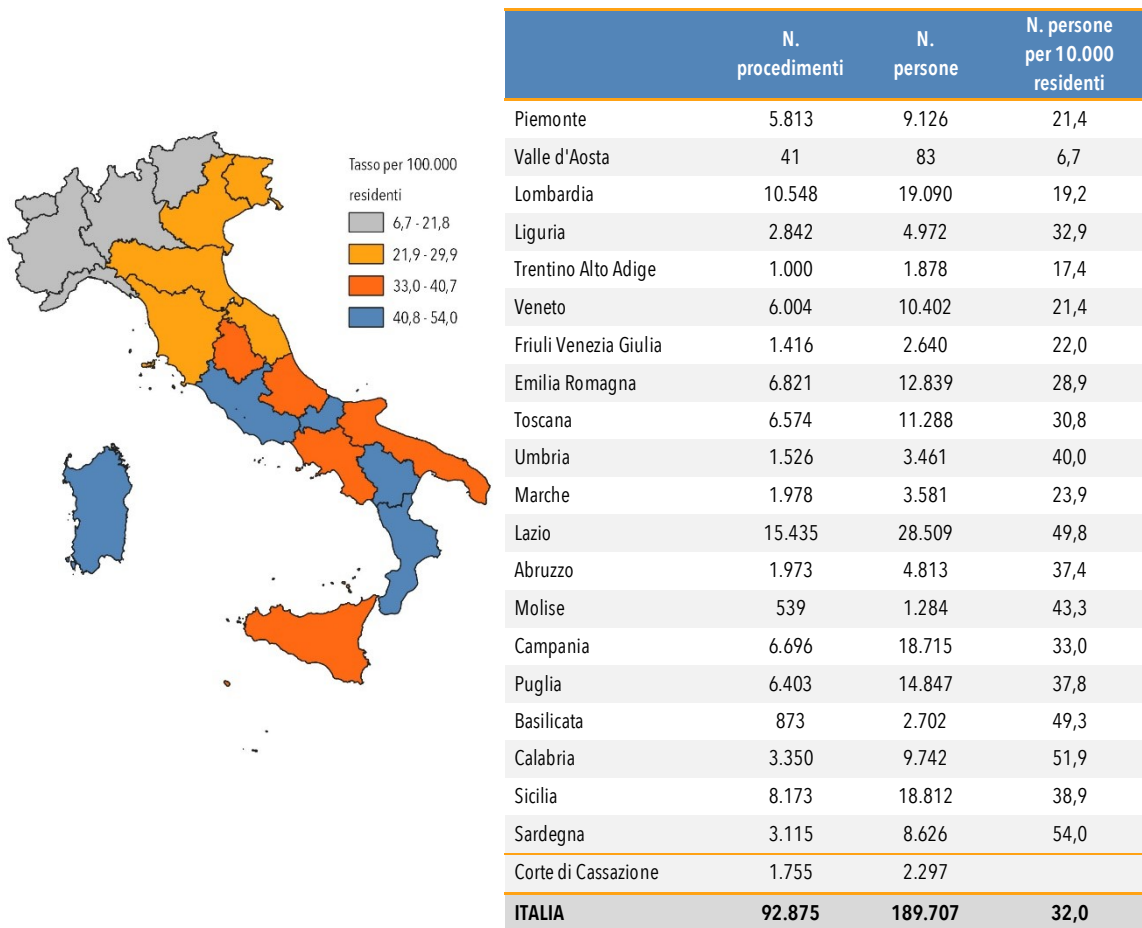 Tasso per 100.000
residenti
6,7 - 21,8
21,9 - 29,9
33,0 - 40,7
40,8 - 54,0
N. procedimenti N. persone N. persone per 10.000 residenti
Piemonte 5.813 9.126 21,4
Valle d'Aosta 41 83 6,7
Lombardia 10.548 19.090 19,2
Liguria 2.842 4.972 32,9
Trentino Alto Adige 1.000 1.878 17,4
Veneto 6.004 10.402 21,4
Friuli Venezia Giulia 1.416 2.640 22,0
Emilia Romagna 6.821 12.839 28,9
Toscana 6.574 11.288 30,8
Umbria 1.526 3.461 40,0
Marche 1.978 3.581 23,9
Lazio 15.435 28.509 49,8
Abruzzo 1.973 4.813 37,4
Molise 539 1.284 43,3
Campania 6.696 18.715 33,0
Puglia 6.403 14.847 37,8
Basilicata 873 2.702 49,3
Calabria 3.350 9.742 51,9
Sicilia 8.173 18.812 38,9
Sardegna 3.115 8.626 54,0
Corte di Cassazione 1.755 2.297
ITALIA 92.875 189.707 32,0